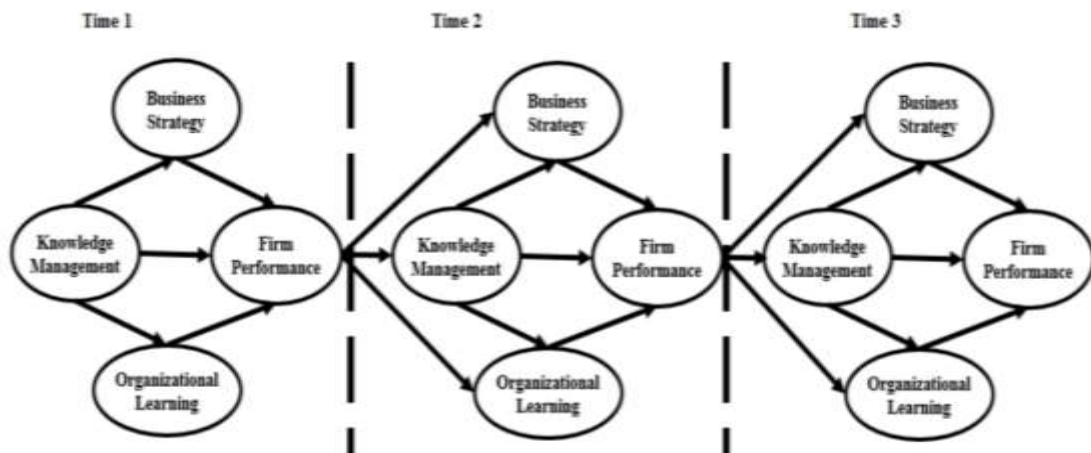 Time 1
Time 2
Time 3
Business
Strategy
Knowledge
Management
Firm
Performance
Organizational
Learning
Business
Strategy
Knowledge
Management
Firm
Performance
Organizational
Learning
Business
Strategy
Knowledge
Management
Firm
Performance
Organizational
Learning